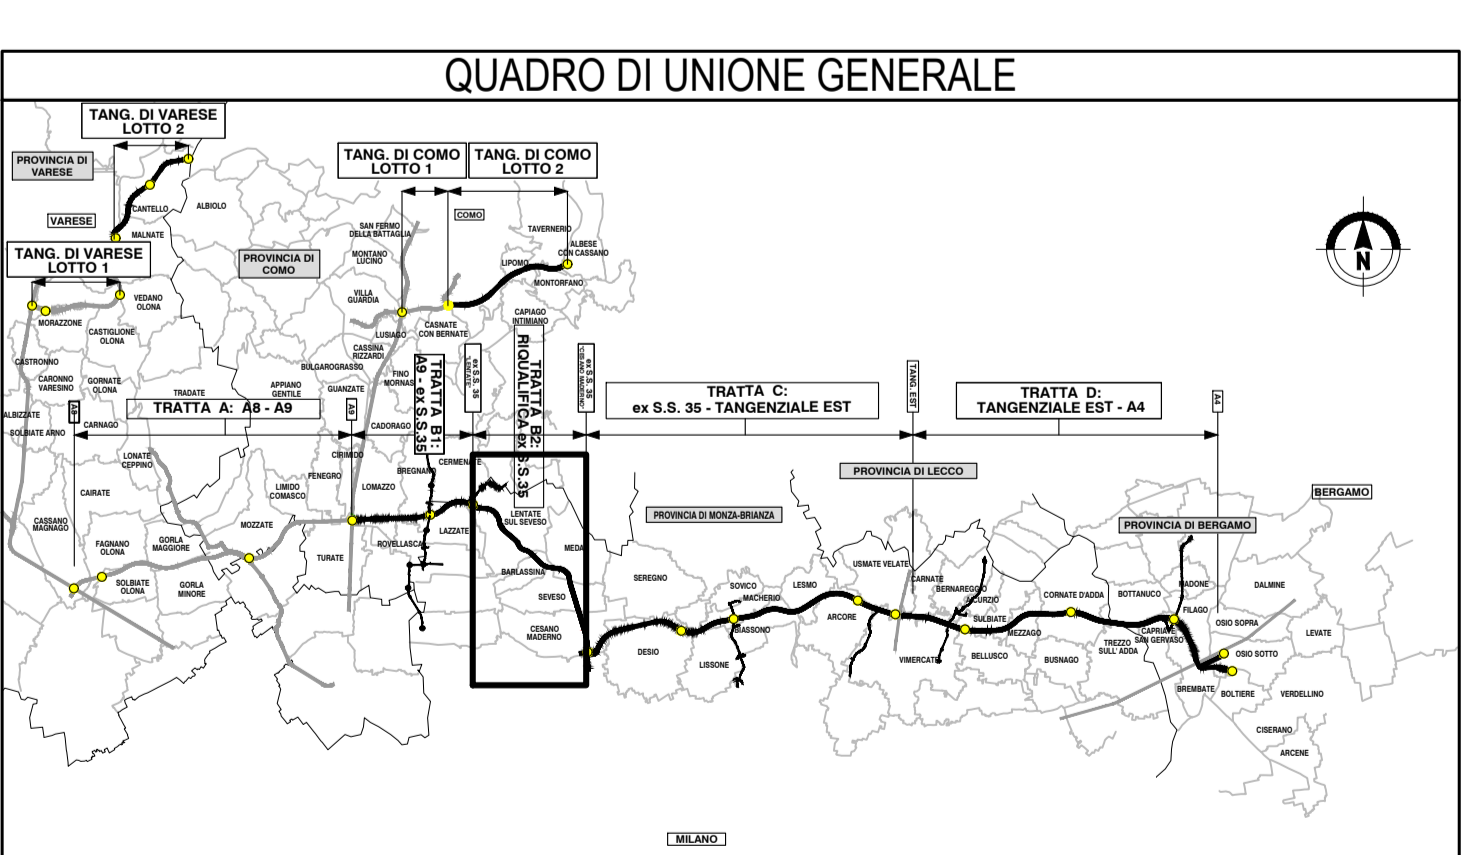 QUADRO DI UNIONE GENERALE
TANG. DI VARESE
LOTTO 2
PROVINCIA DI
VARESE
VARESE
CANTELLO
ALBIOLO
MALNATE
TANG. DI VARESE
LOTTO 1
VEDANO
OLONA
MORAZZONE
CASTIGLIONE
OLONA
CASTRONNO
CARONNO
VARESINO
GORNATE
OLONA
ALBIZZATE
SOLBIATE ARNO
CARNAGO
TRADATE
PROVINCIA DI
COMO
TANG. DI COMO
LOTTO 1
TANG. DI COMO
LOTTO 2
COMO
SAN FERMO
DELLA BATTAGLIA
MONTANO
LUCINO
VILLA
GUARDIA
TAVERNERIO
ALBESE
CON CASSANO
LIPOMO
MONTORFANO
CAPIAGO
INTIMIANO
CASNATE
CON BERNATE
LUSIAGO
CASSINA
RIZZARDI
BULGAROGRASSO
FINO
MORNAS
APPIANO
GENTILE
GUANZATE
CADORAGO
CIRIMIDO
FENEGRO
LOMAZZO
BREGNANO
CERMENATE
A8
TRATTA A: A8 - A9
A9
TRATTA B1:
A9 - ex S.S.35
ex S.S. 35
"LENTATE"
TRATTA B2:
RIQUALIFICA ex S.S.35
ex S.S. 35
"CESANO MADERNO"
TRATTA C:
ex S.S. 35 - TANGENZIALE EST
TANG. EST
TRATTA D:
TANGENZIALE EST - A4
A4
N
LONATE
CEPPINO
CAIRATE
CASSANO
MAGNAGO
FAGNANO
OLONA
SOLBIATE
OLONA
GORLA
MAGGIORE
GORLA
MINORE
MOZZATE
LIMIDO
COMASCO
TURATE
ROVELLASCA
LAZZATE
LENTATE
SUL SEVESO
MEDA
BARLASSINA
SEVESO
CESANO
MADERNO
PROVINCIA DI MONZA-BRIANZA
PROVINCIA DI LECCO
PROVINCIA DI BERGAMO
BERGAMO
SEREGNO
DESIO
LISSONE
SOVICO
MACHERIO
BIASSONO
LESMO
ARCORE
USMATE VELATE
CARNATE
BERNAREGGIO
AICURZIO
SULBIATE
MEZZAGO
VIMERCATE
BELLUSCO
BUSNAGO
CORNATE D'ADDA
BOTTANUCO
TREZZO
SULL' ADDA
MADONE
FILAGO
CAPRIATE
SAN GERVASO
DALMINE
OSIO SOPRA
OSIO SOTTO
LEVATE
BREMBATE
BOLTIERE
VERDELLINO
CISERANO
ARCENE
MILANO